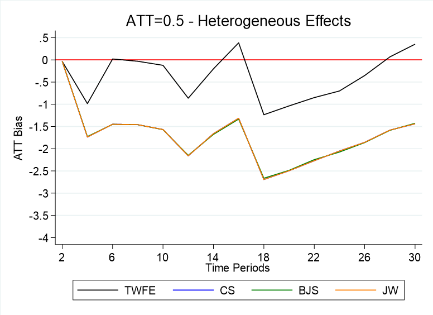 ATT=0.5 - Heterogeneous Effects
ATT Bias
.5
0
-.5
-1
-1.5
-2
-2.5
-3
-3.5
-4
2 6 10 14 18 22 26 30
Time Periods
TWFE CS BJS JW